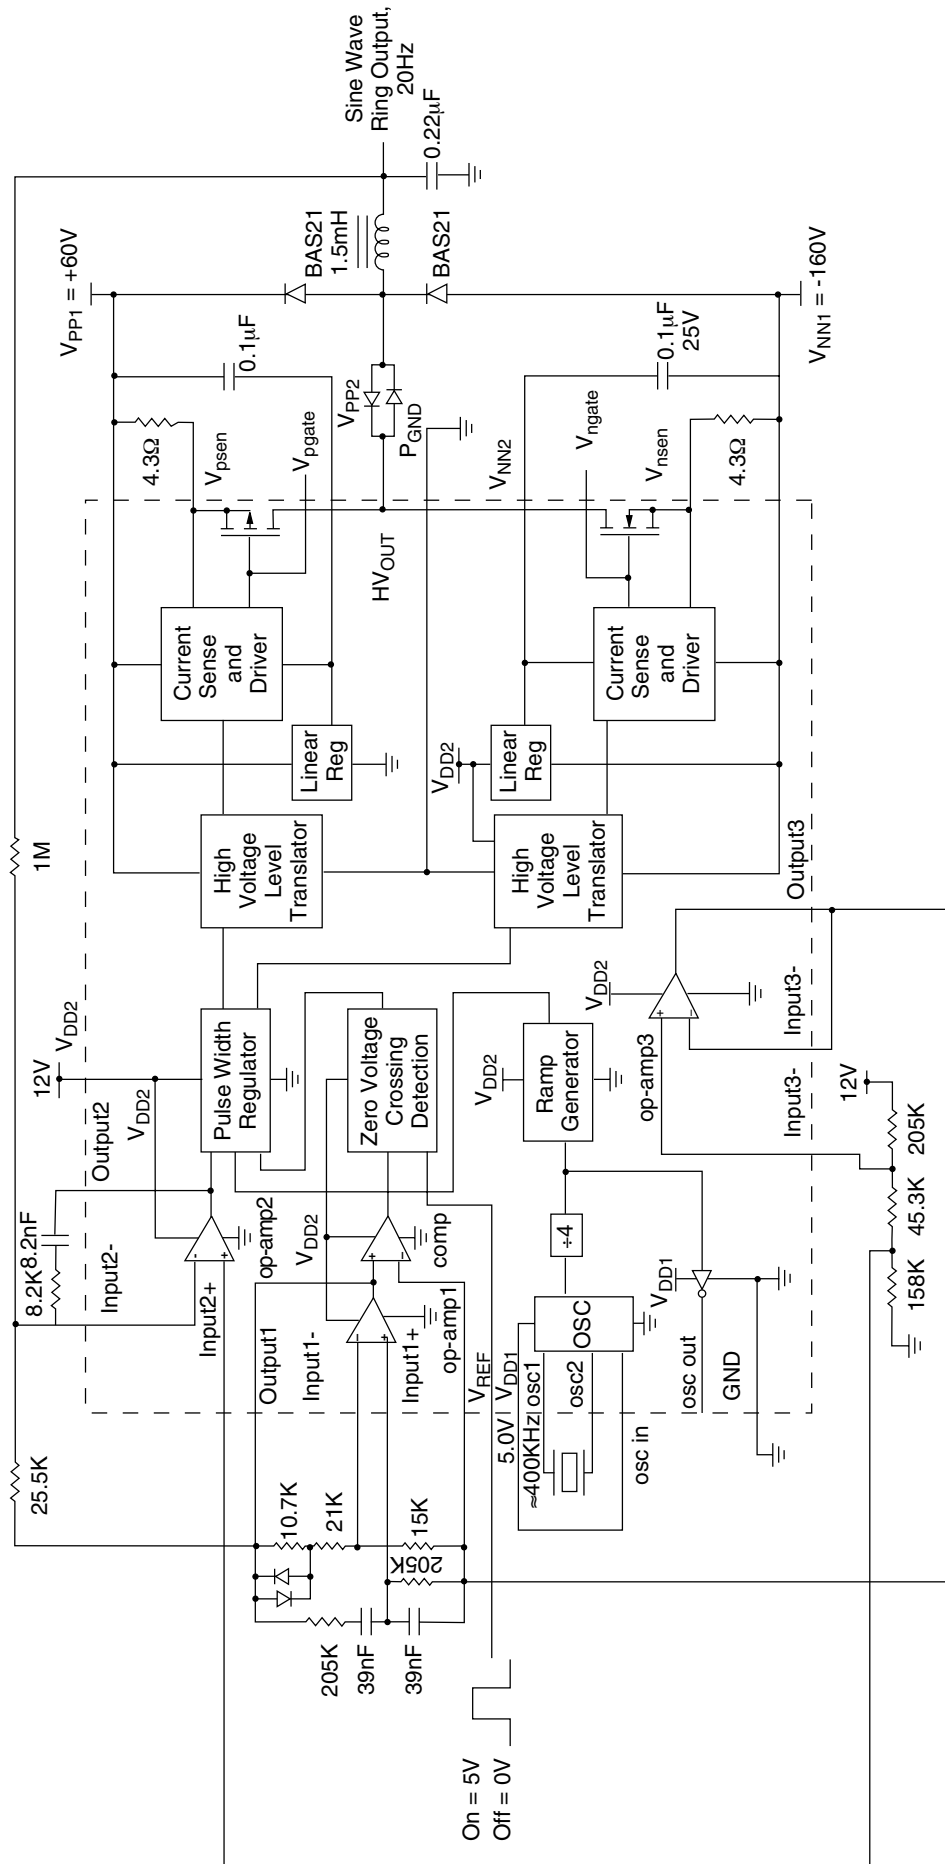 Sine Wave
Ring Output,
20Hz
0.22µF
VPP1 = +60V
BAS21
1.5mH
BAS21
VNN1 = -160V
0.1µF
0.1µF
25V
4.3Ω
Vpsen
Vpgate
VPP2
PGND
VNN2
Vngate
Vnsen
4.3Ω
HVOUT
Current
Sense
and
Driver
Current
Sense
and
Driver
Linear
Reg
VDD2
Linear
Reg
1M
High
Voltage
Level
Translator
High
Voltage
Level
Translator
Output3
12V
VDD2
VDD2
Output2
Pulse Width
Regulator
Zero Voltage
Crossing
Detection
VDD2
Ramp
Generator
VDD2
+
−
op-amp3
Input3-
Input3-
12V
205K
45.3K
158K
8.2nF
8.2K
Input2-
Input2+
-
+
op-amp2
VDD2
+
−
comp
÷4
Output1
Input1-
−
+
Input1+
op-amp1
VREF
VDD1
OSC
VDD1
5.0V
≈400KHz
osc1
osc2
osc in
osc out
GND
25.5K
10.7K
21K
15K
205K
205K
39nF
39nF
On = 5V
Off = 0V